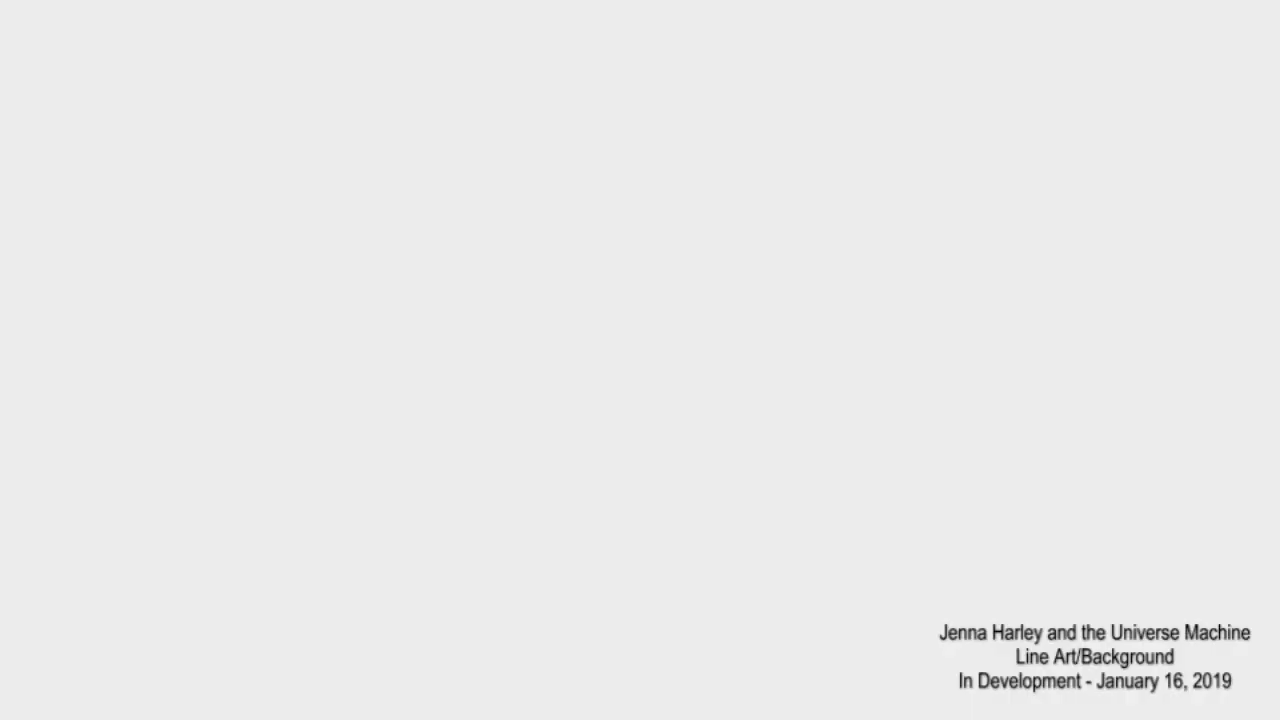 Jenna Harley and the Universe Machine
Line Art/Background
In Development - January 16, 2019